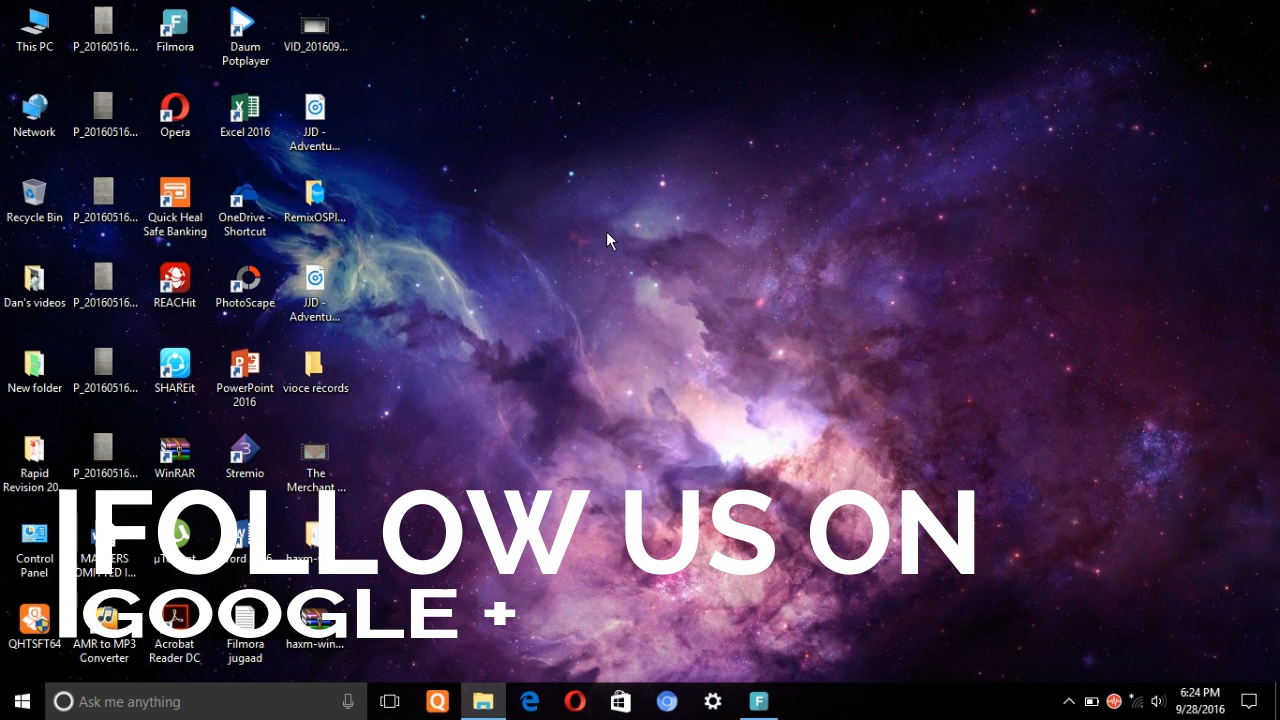 This PC
P_20160516...
Filmora
Daum
Potplayer
VID_201609...
Network
P_20160516...
Opera
Excel 2016
JJD -
Adventu...
Recycle Bin
P_20160516...
Quick Heal
Safe Banking
OneDrive -
Shortcut
RemixOSPl...
Dan's videos
P_20160516...
REACHit
PhotoScape
JJD -
Adventu...
New folder
P_20160516...
SHAREit
PowerPoint
2016
vioce records
Rapid
Revision 20...
P_20160516...
WinRAR
Stremio
The
Merchant ...
FOLLOW US ON
GOOGLE +
Control
Panel
QHTSFT64
AMR to MP3
Converter
Acrobat
Reader DC
Filmora
jugaad
haxm-win...
Ask me anything
6:24 PM
9/28/2016